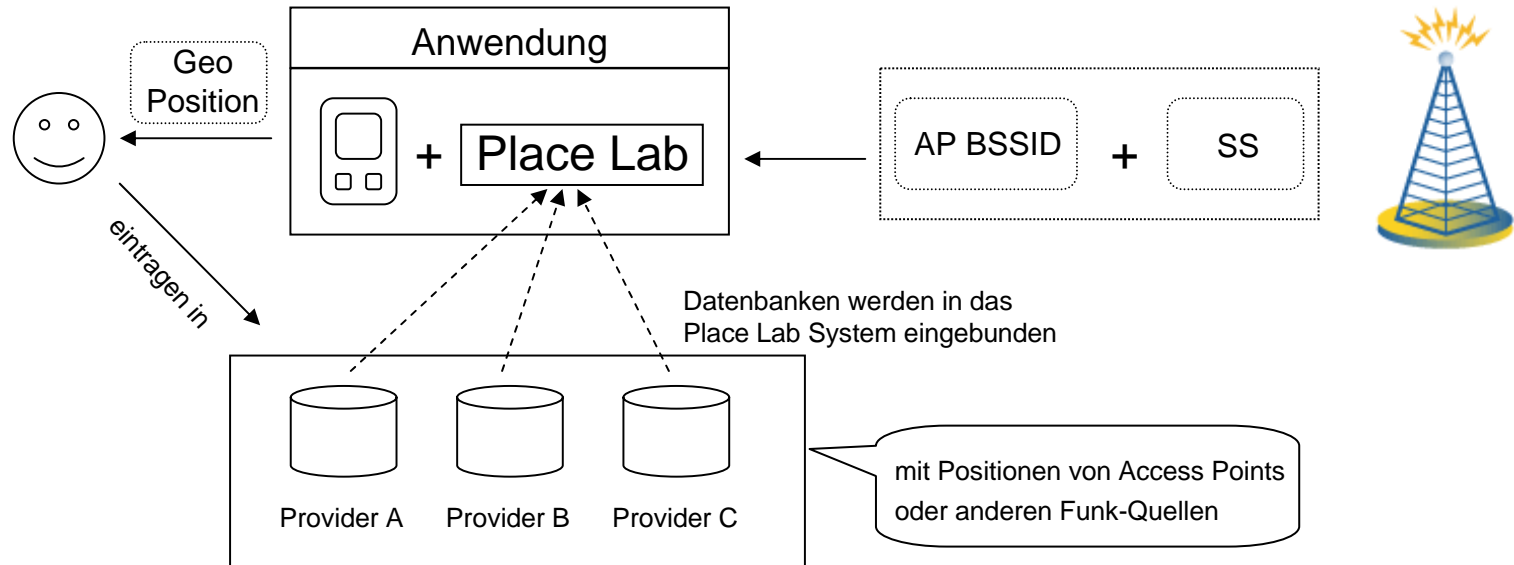 Anwendung
Geo
Position
+
Place Lab
AP BSSID
+
SS
eintragen in
Datenbanken werden in das
Place Lab System eingebunden
mit Positionen von Access Points
oder anderen Funk-Quellen
Provider A
Provider B
Provider C